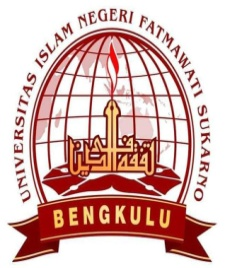 UNIVERSITAS ISLAM NEGERI FATMAWATI SUKARNO
BENGKULU